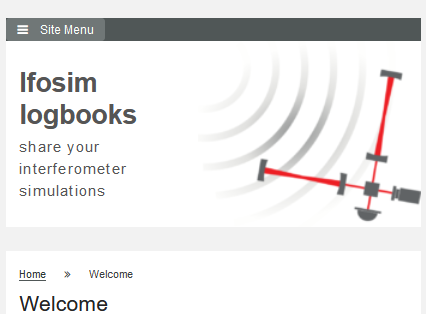 Site Menu
Ifosim
logbooks
share your
interferometer
simulations
Home » Welcome
Welcome